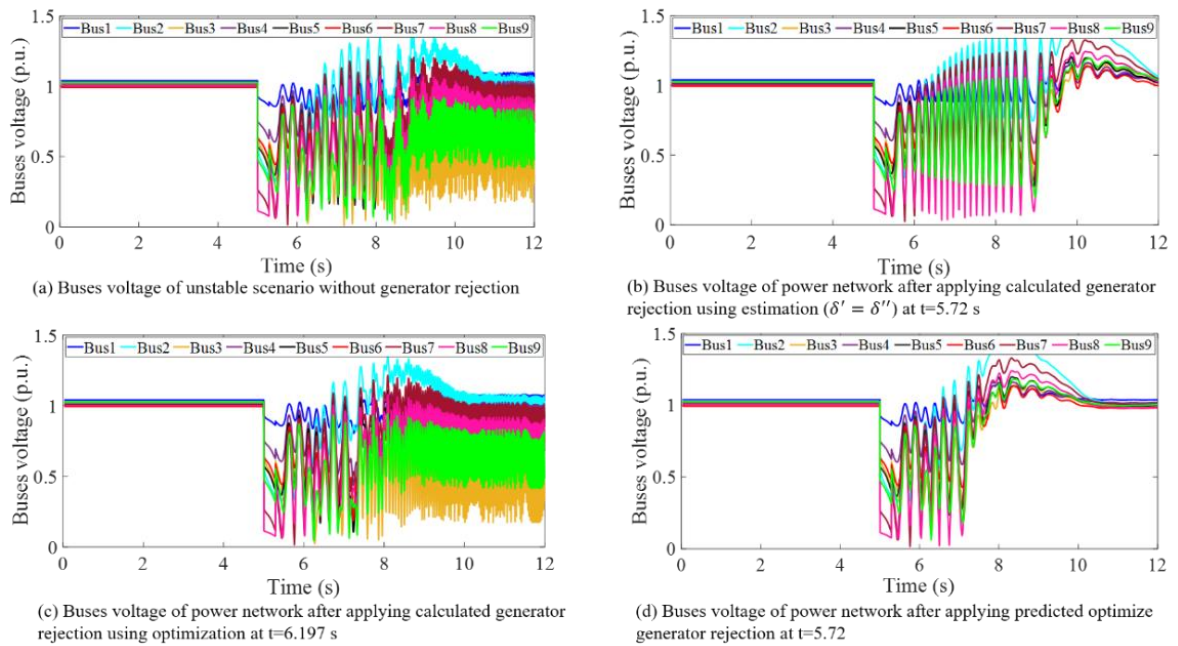 1.5
Bus1 Bus2 Bus3 Bus4 Bus5 Bus6 Bus7 Bus8 Bus9
Buses voltage (p.u.)
1
0.5
0
0 2 4 6 8 10 12
Time (s)
(a) Buses voltage of unstable scenario without generator rejection
1.5
Bus1 Bus2 Bus3 Bus4 Bus5 Bus6 Bus7 Bus8 Bus9
Buses voltage (p.u.)
1
0.5
0
0 2 4 6 8 10 12
Time (s)
(b) Buses voltage of power network after applying calculated generator
rejection using estimation (δ′ = δ′′) at t=5.72 s
1.5
Bus1 Bus2 Bus3 Bus4 Bus5 Bus6 Bus7 Bus8 Bus9
Buses voltage (p.u.)
1
0.5
0
0 2 4 6 8 10 12
Time (s)
(c) Buses voltage of power network after applying calculated generator
rejection using optimization at t=6.197 s
1.5
Bus1 Bus2 Bus3 Bus4 Bus5 Bus6 Bus7 Bus8 Bus9
Buses voltage (p.u.)
1
0.5
0
0 2 4 6 8 10 12
Time (s)
(d) Buses voltage of power network after applying predicted optimize
generator rejection at t=5.72